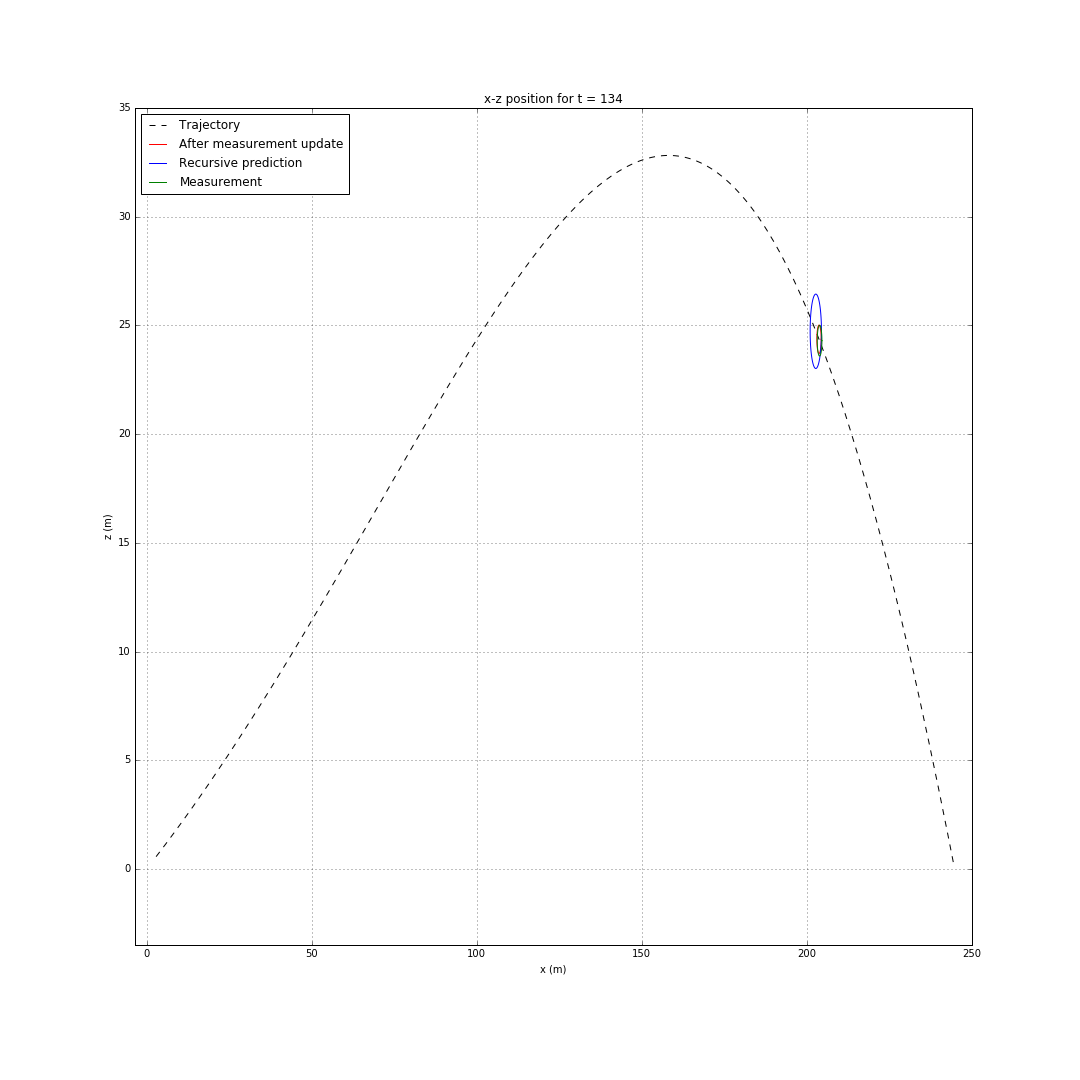 x-z position for t = 134
35
Trajectory
After measurement update
Recursive prediction
Measurement
30
25
20
15
10
5
0
z (m)
0 50 100 150 200 250
x (m)